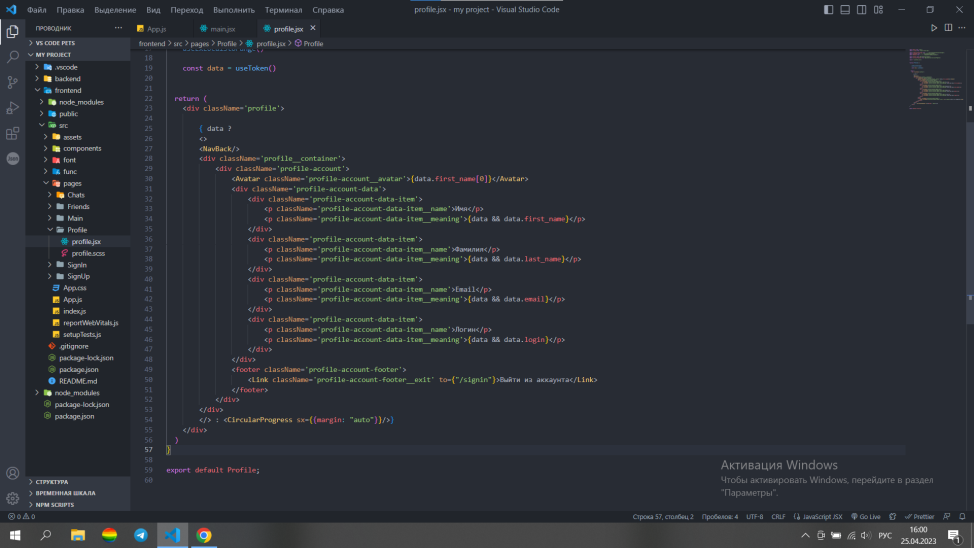 Файл Правка Выделение Вид Переход Выполнить Терминал Справка
profile.jsx - my project - Visual Studio Code
ПРОВОДНИК
App.js main.jsx profile.jsx
frontend > src > pages > Profile > profile.jsx > Profile
VS CODE PETS
MY PROJECT
.vscode
backend
frontend
node_modules
public
src
assets
components
font
func
pages
Chats
Friends
Main
Profile
profile.jsx
profile.scss
SignIn
SignUp
App.css
App.js
index.js
reportWebVitals.js
setupTests.js
.gitignore
package-lock.json
package.json
README.md
node_modules
package-lock.json
package.json
СТРУКТУРА
ВРЕМЕННАЯ ШКАЛА
NPM SCRIPTS
18
19 const data = useToken()
20
21
22 return (
23 <div className='profile'>
24
25 { data ?
26 <>
27 <NavBack/>
28 <div className='profile__container'>
29 <div className='profile-account'>
30 <Avatar className='profile-account__avatar'>{data.first_name[0]}</Avatar>
31 <div className='profile-account-data'>
32 <div className='profile-account-data-item'>
33 <p className='profile-account-data-item__name'>Имя</p>
34 <p className='profile-account-data-item__meaning'>{data && data.first_name}</p>
35 </div>
36 <div className='profile-account-data-item'>
37 <p className='profile-account-data-item__name'>Фамилия</p>
38 <p className='profile-account-data-item__meaning'>{data && data.last_name}</p>
39 </div>
40 <div className='profile-account-data-item'>
41 <p className='profile-account-data-item__name'>Email</p>
42 <p className='profile-account-data-item__meaning'>{data && data.email}</p>
43 </div>
44 <div className='profile-account-data-item'>
45 <p className='profile-account-data-item__name'>Логин</p>
46 <p className='profile-account-data-item__meaning'>{data && data.login}</p>
47 </div>
48 </div>
49 <footer className='profile-account-footer'>
50 <Link className='profile-account-footer__exit' to={"/signin"}>Выйти из аккаунта</Link>
51 </footer>
52 </div>
53 </div>
54 </> : <CircularProgress sx={{margin: "auto"}}/>}
55 </div>
56 )
57 }
58
59 export default Profile;
60
Активация Windows
Чтобы активировать Windows, перейдите в раздел
"Параметры".
0 0 Строка 57, столбец 2 Пробелов: 4 UTF-8 CRLF JavaScript JSX Go Live Prettier
РУС
16:00
25.04.2023